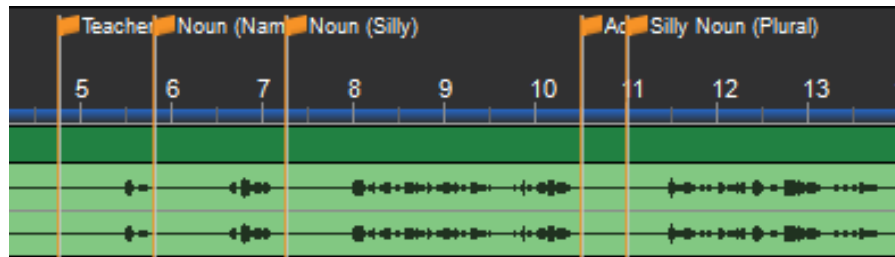 Teacher Noun (Nam Noun (Silly) Ad Silly Noun (Plural)
5 6 7 8 9 10 11 12 13